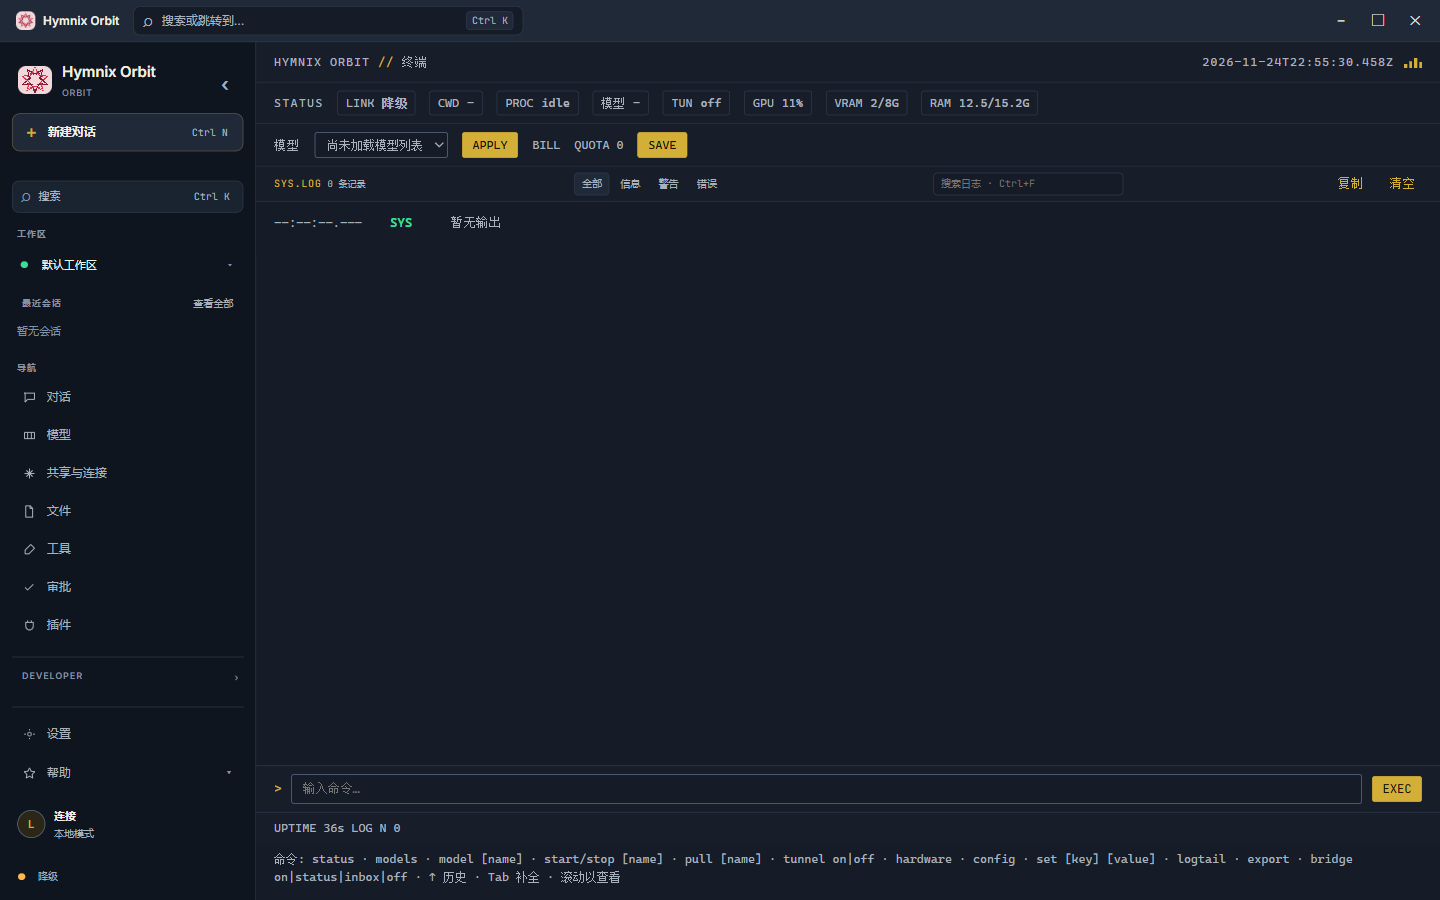 Hymnix Orbit
搜索或跳转到...
Ctrl K
Hymnix Orbit
ORBIT
新建对话
Ctrl N
搜索
Ctrl K
工作区
默认工作区
最近会话
查看全部
暂无会话
导航
对话
模型
共享与连接
文件
工具
审批
插件
DEVELOPER
设置
帮助
L
连接
本地模式
降级
HYMNIX ORBIT // 终端
2026-11-24T22:55:30.458Z
STATUS
LINK 降级
CWD —
PROC idle
模型 —
TUN off
GPU 11%
VRAM 2/8G
RAM 12.5/15.2G
模型
尚未加载模型列表
APPLY
BILL
QUOTA 0
SAVE
SYS.LOG 0 条记录
全部
信息
警告
错误
搜索日志 · Ctrl+F
复制
清空
--:--:--.---
SYS
暂无输出
>
输入命令...
EXEC
UPTIME 36s LOG N 0
命令: status · models · model [name] · start/stop [name] · pull [name] · tunnel on|off · hardware · config · set [key] [value] · logtail · export · bridge
on|status|inbox|off · ↑ 历史 · Tab 补全 · 滚动以查看